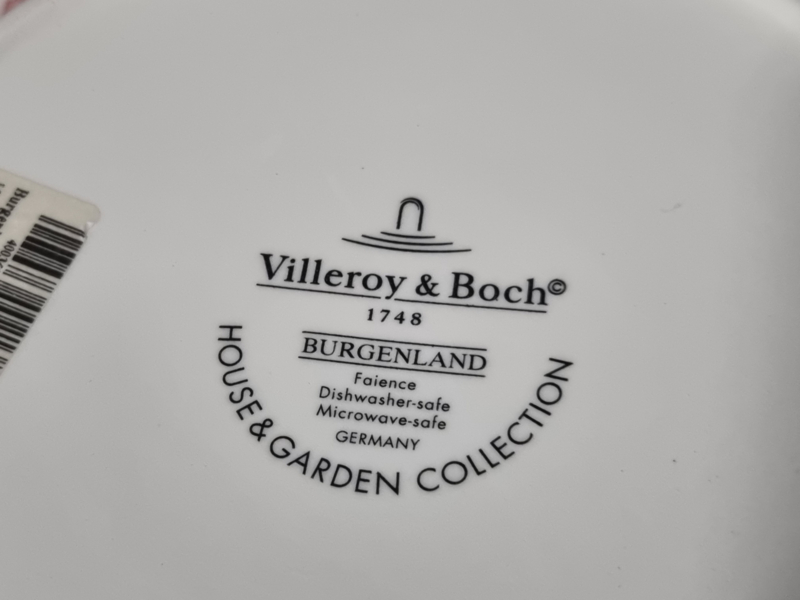 Villeroy & Boch©
1748
BURGENLAND
Faience
Dishwasher-safe
Microwave-safe
GERMANY
HOUSE & GARDEN COLLECTION